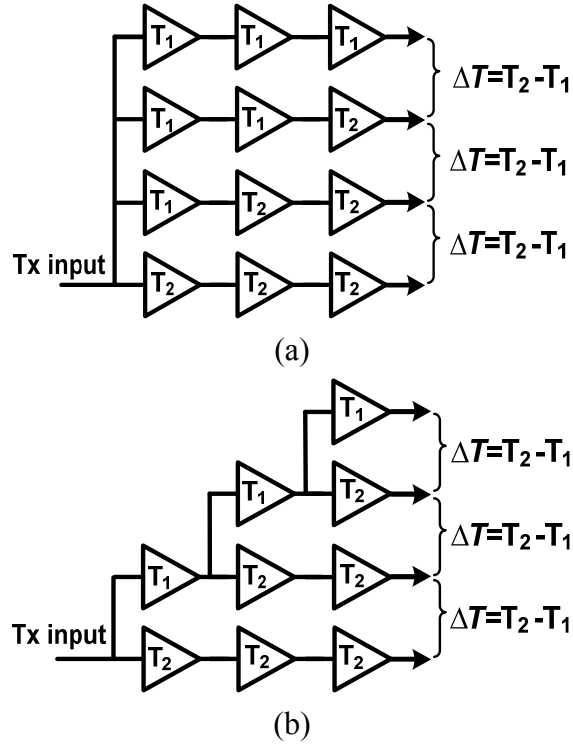 T₁ T₁ T₁
ΔT=T₂-T₁
T₁ T₁ T₂
ΔT=T₂-T₁
T₁ T₂ T₂
ΔT=T₂-T₁
Tx input
T₂ T₂ T₂
(a)
T₁
ΔT=T₂-T₁
T₁ T₂
ΔT=T₂-T₁
T₁ T₂ T₂
ΔT=T₂-T₁
Tx input
T₂ T₂ T₂
(b)